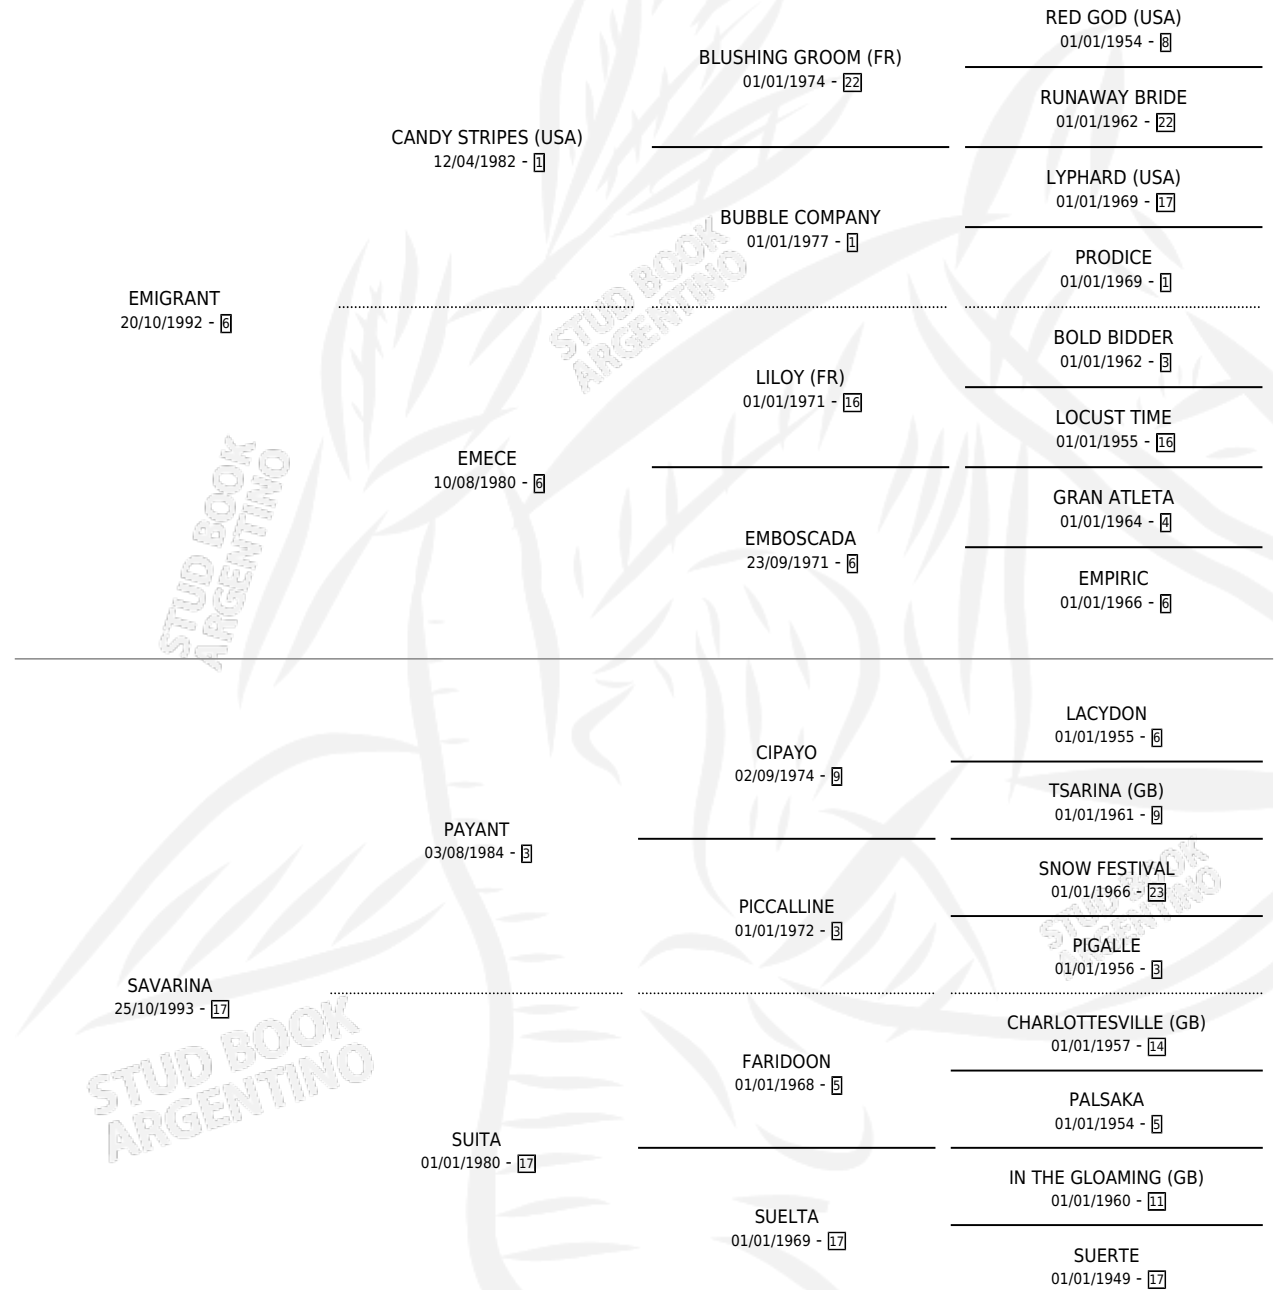 RED GOD (USA)
01/01/1954 - 8
BLUSHING GROOM (FR)
01/01/1974 - 22
RUNAWAY BRIDE
01/01/1962 - 22
CANDY STRIPES (USA)
12/04/1982 - 1
LYPHARD (USA)
01/01/1969 - 17
BUBBLE COMPANY
01/01/1977 - 1
PRODICE
01/01/1969 - 1
EMIGRANT
20/10/1992 - 6
STUD BOOK
ARGENTINO
BOLD BIDDER
01/01/1962 - 3
LILOY (FR)
01/01/1971 - 16
LOCUST TIME
01/01/1955 - 16
EMECE
10/08/1980 - 6
GRAN ATLETA
01/01/1964 - 4
EMBOSCADA
23/09/1971 - 6
EMPIRIC
01/01/1966 - 6
STUD BOOK
ARGENTINO
LACYDON
01/01/1955 - 6
CIPAYO
02/09/1974 - 9
TSARINA (GB)
01/01/1961 - 9
PAYANT
03/08/1984 - 3
SNOW FESTIVAL
01/01/1966 - 23
PICCALLINE
01/01/1972 - 3
STUD BOOK
ARGENTINO
PIGALLE
01/01/1956 - 3
SAVARINA
25/10/1993 - 17
CHARLOTTESVILLE (GB)
01/01/1957 - 14
STUD BOOK
ARGENTINO
FARIDOON
01/01/1968 - 5
PALSAKA
01/01/1954 - 5
SUITA
01/01/1980 - 17
IN THE GLOAMING (GB)
01/01/1960 - 11
SUELTA
01/01/1969 - 17
SUERTE
01/01/1949 - 17